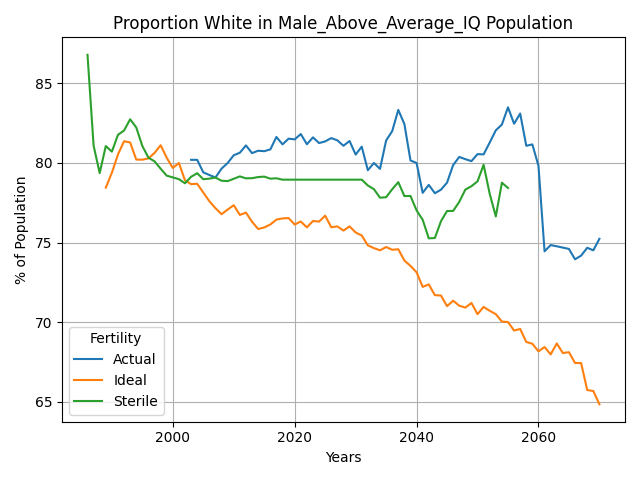 Proportion White in Male_Above_Average_IQ Population
% of Population
85
80
75
70
65
Fertility
Actual
Ideal
Sterile
2000
2020
2040
2060
Years